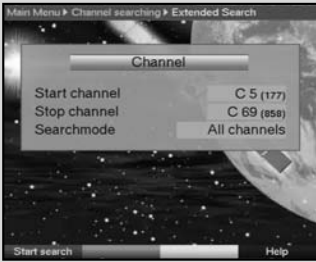 Main Menu ▶ Channel searching ▶ Extended Search
Channel
Start channel C 5 (177)
Stop channel C 69 (858)
Searchmode All channels
Start search Help